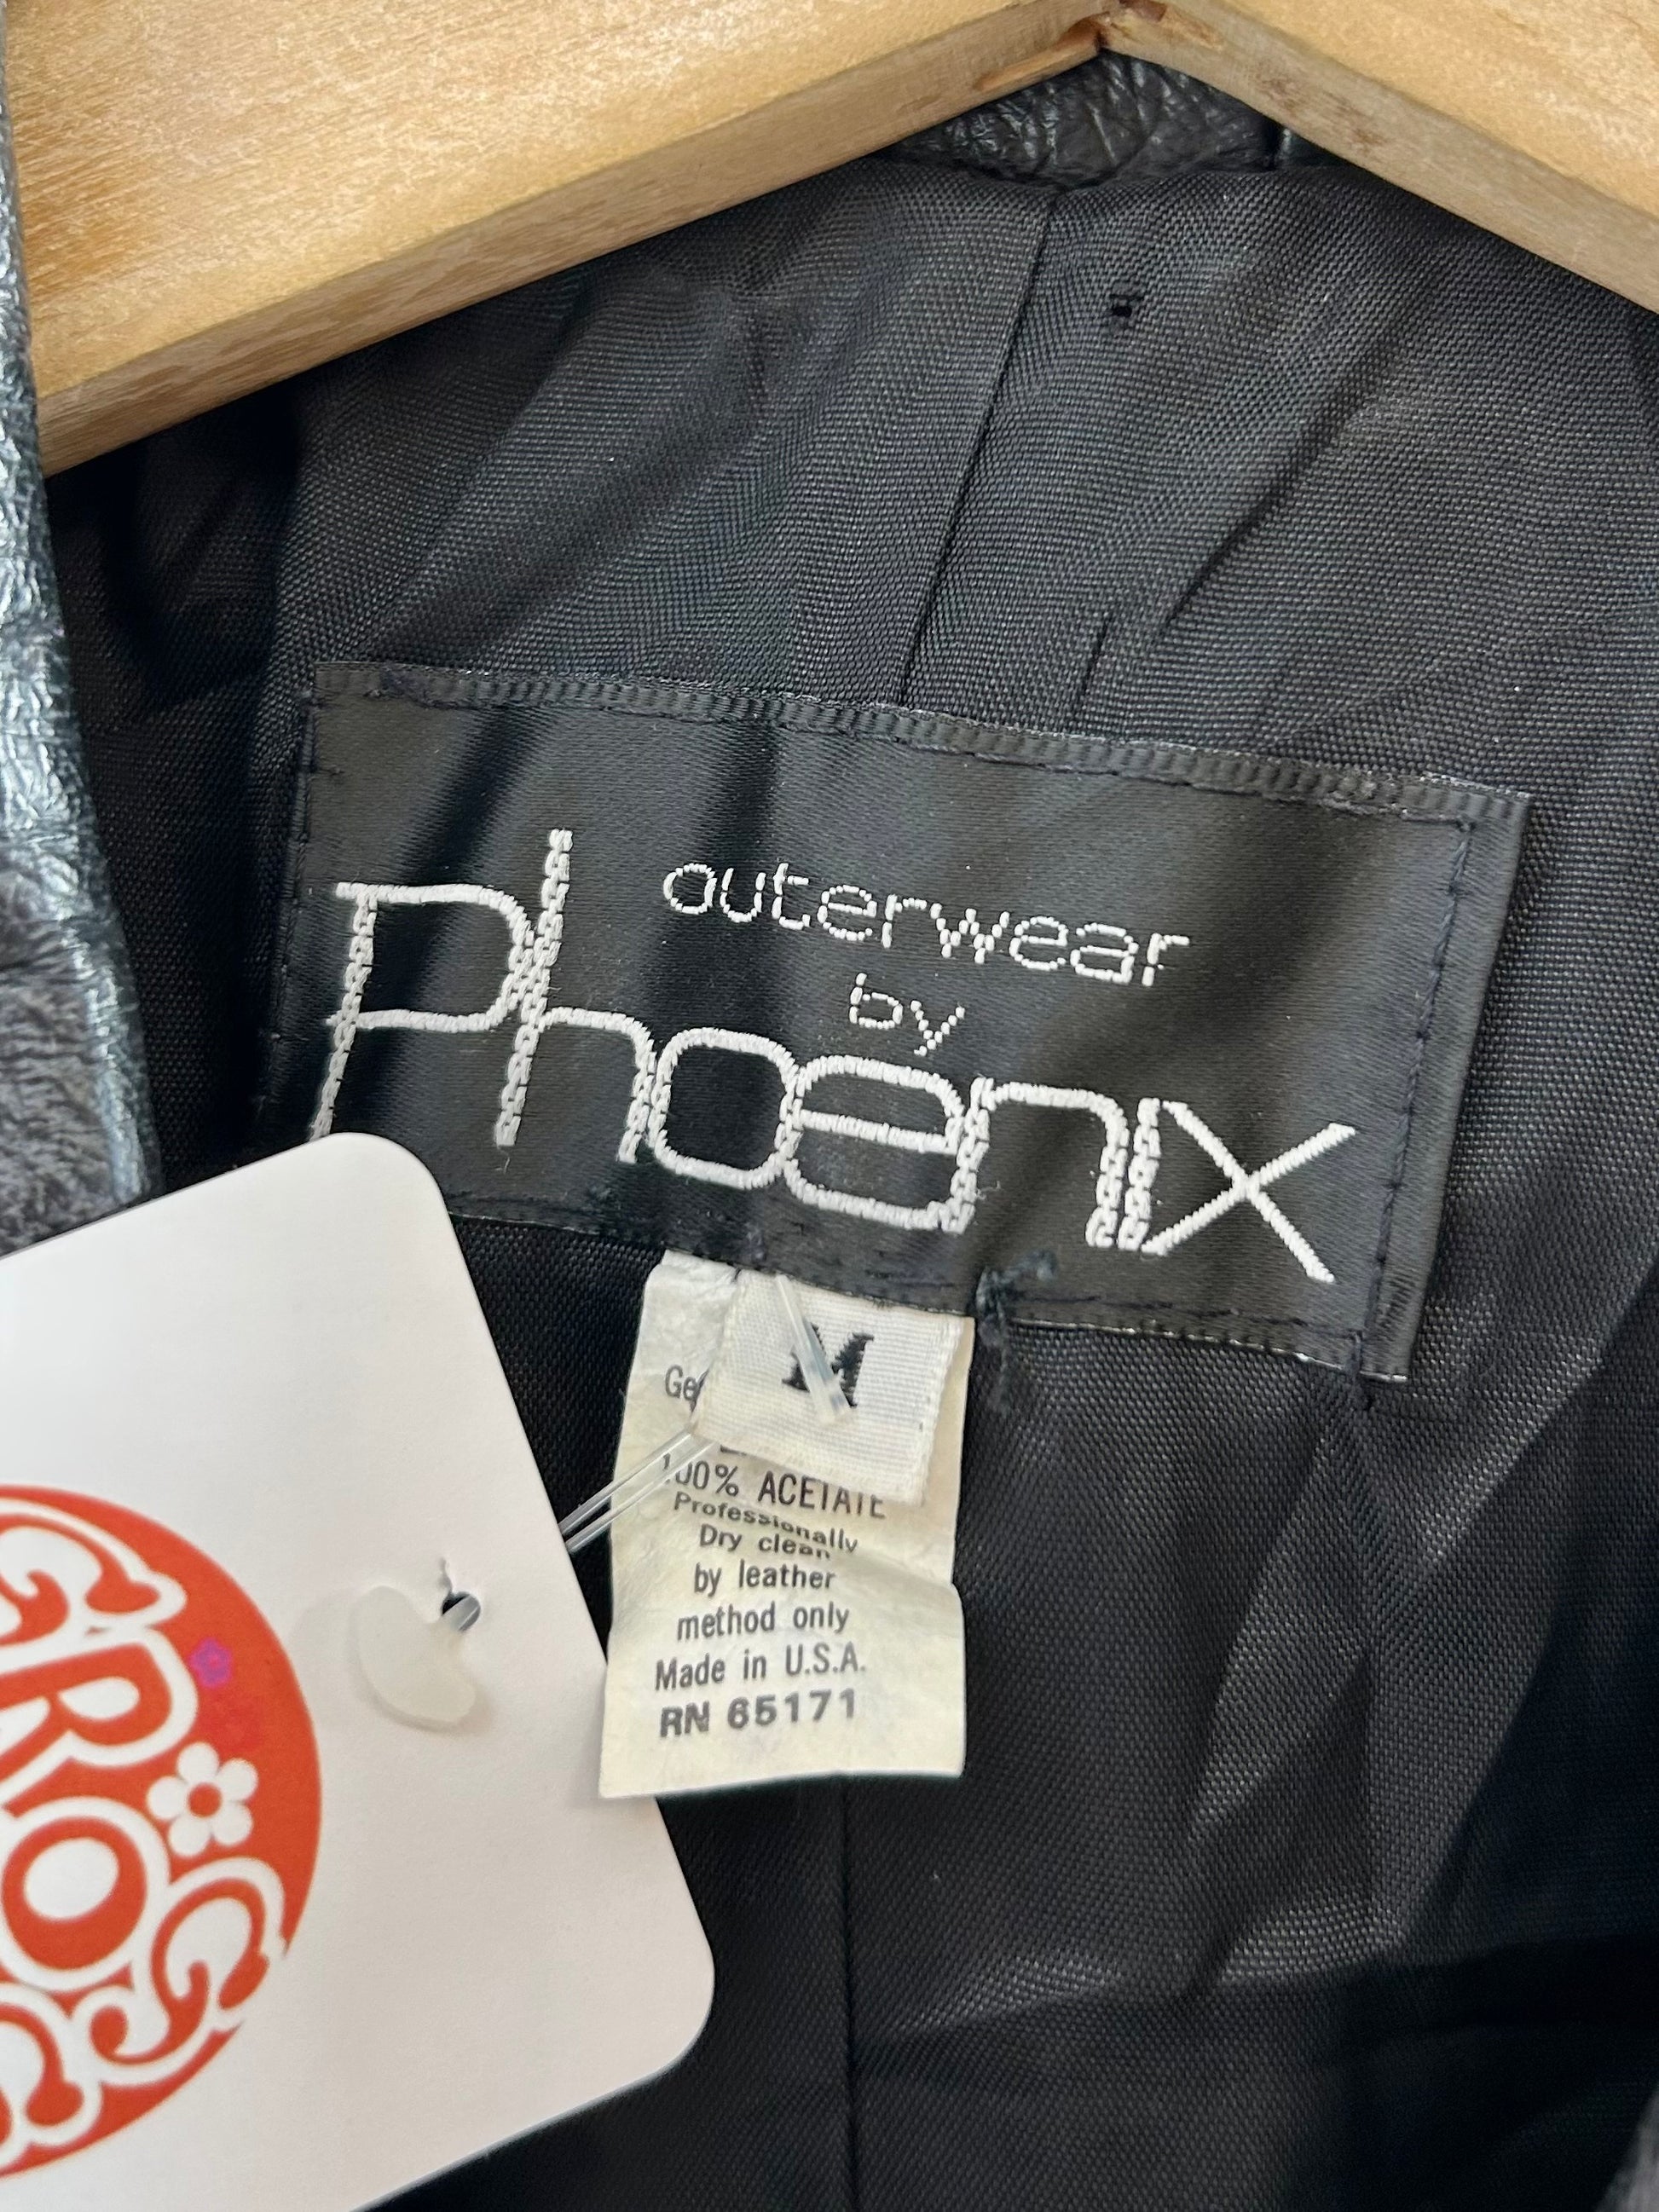 outerwear
by
Phoenix
M
100% ACETATE
Professionally
Dry clean
by leather
method only
Made in U.S.A.
RN 65171